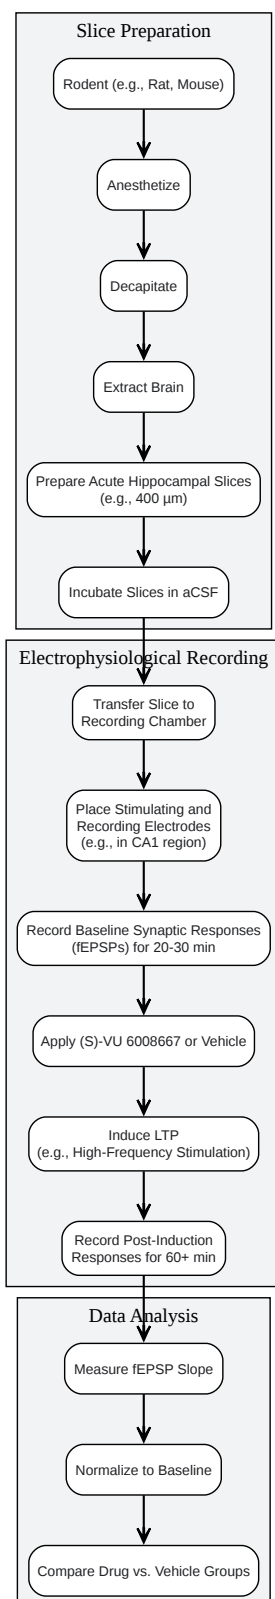 Slice Preparation
Rodent (e.g., Rat, Mouse)
Anesthetize
Decapitate
Extract Brain
Prepare Acute Hippocampal Slices
(e.g., 400 µm)
Incubate Slices in aCSF
Electrophysiological Recording
Transfer Slice to
Recording Chamber
Place Stimulating and
Recording Electrodes
(e.g., in CA1 region)
Record Baseline Synaptic Responses
(fEPSPs) for 20-30 min
Apply (S)-VU 6008667 or Vehicle
Induce LTP
(e.g., High-Frequency Stimulation)
Record Post-Induction
Responses for 60+ min
Data Analysis
Measure fEPSP Slope
Normalize to Baseline
Compare Drug vs. Vehicle Groups